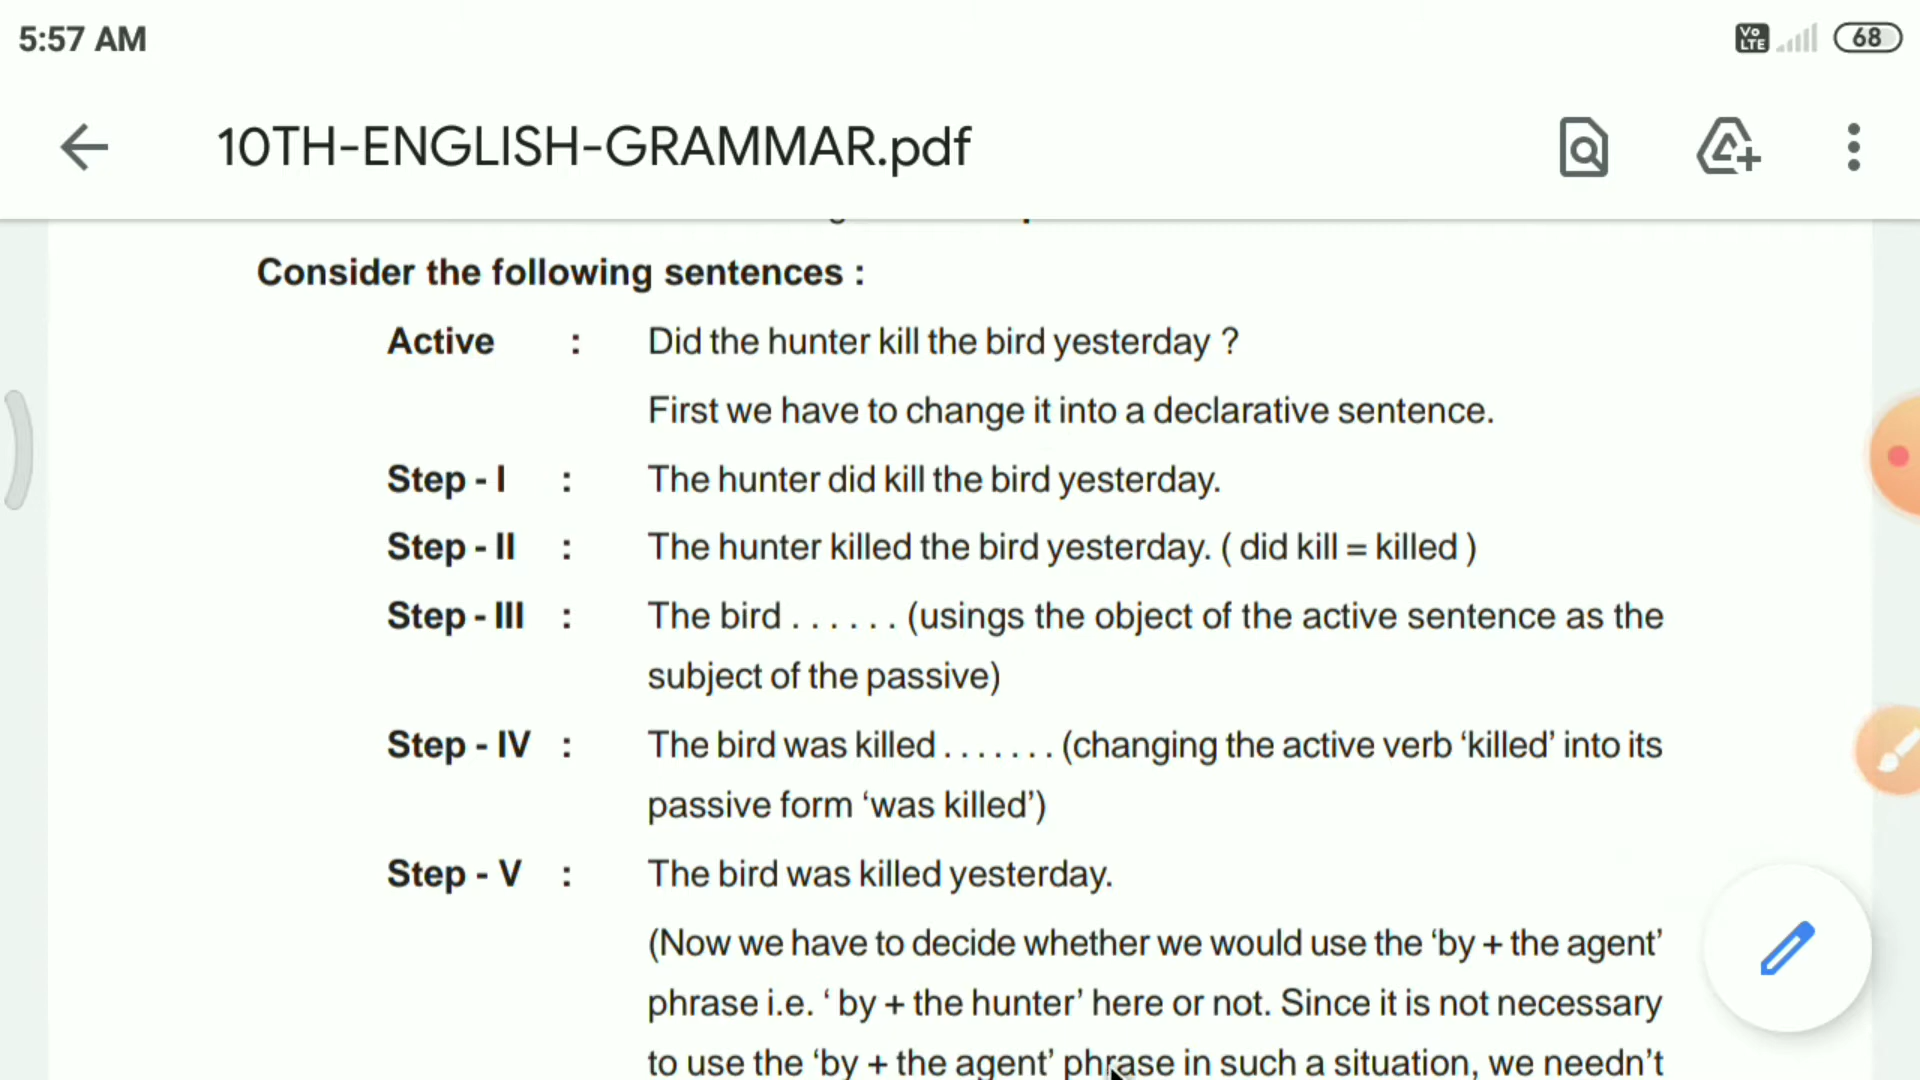 5:57 AM
Vo LTE
68
10TH-ENGLISH-GRAMMAR.pdf
Consider the following sentences :
Active : Did the hunter kill the bird yesterday ?
First we have to change it into a declarative sentence.
Step - I : The hunter did kill the bird yesterday.
Step - II : The hunter killed the bird yesterday. ( did kill = killed )
Step - III : The bird . . . . . . (usings the object of the active sentence as the
subject of the passive)
Step - IV : The bird was killed . . . . . . . (changing the active verb ‘killed’ into its
passive form ‘was killed’)
Step - V : The bird was killed yesterday.
(Now we have to decide whether we would use the ‘by + the agent’
phrase i.e. ‘ by + the hunter’ here or not. Since it is not necessary
to use the ‘by + the agent’ phrase in such a situation, we needn’t